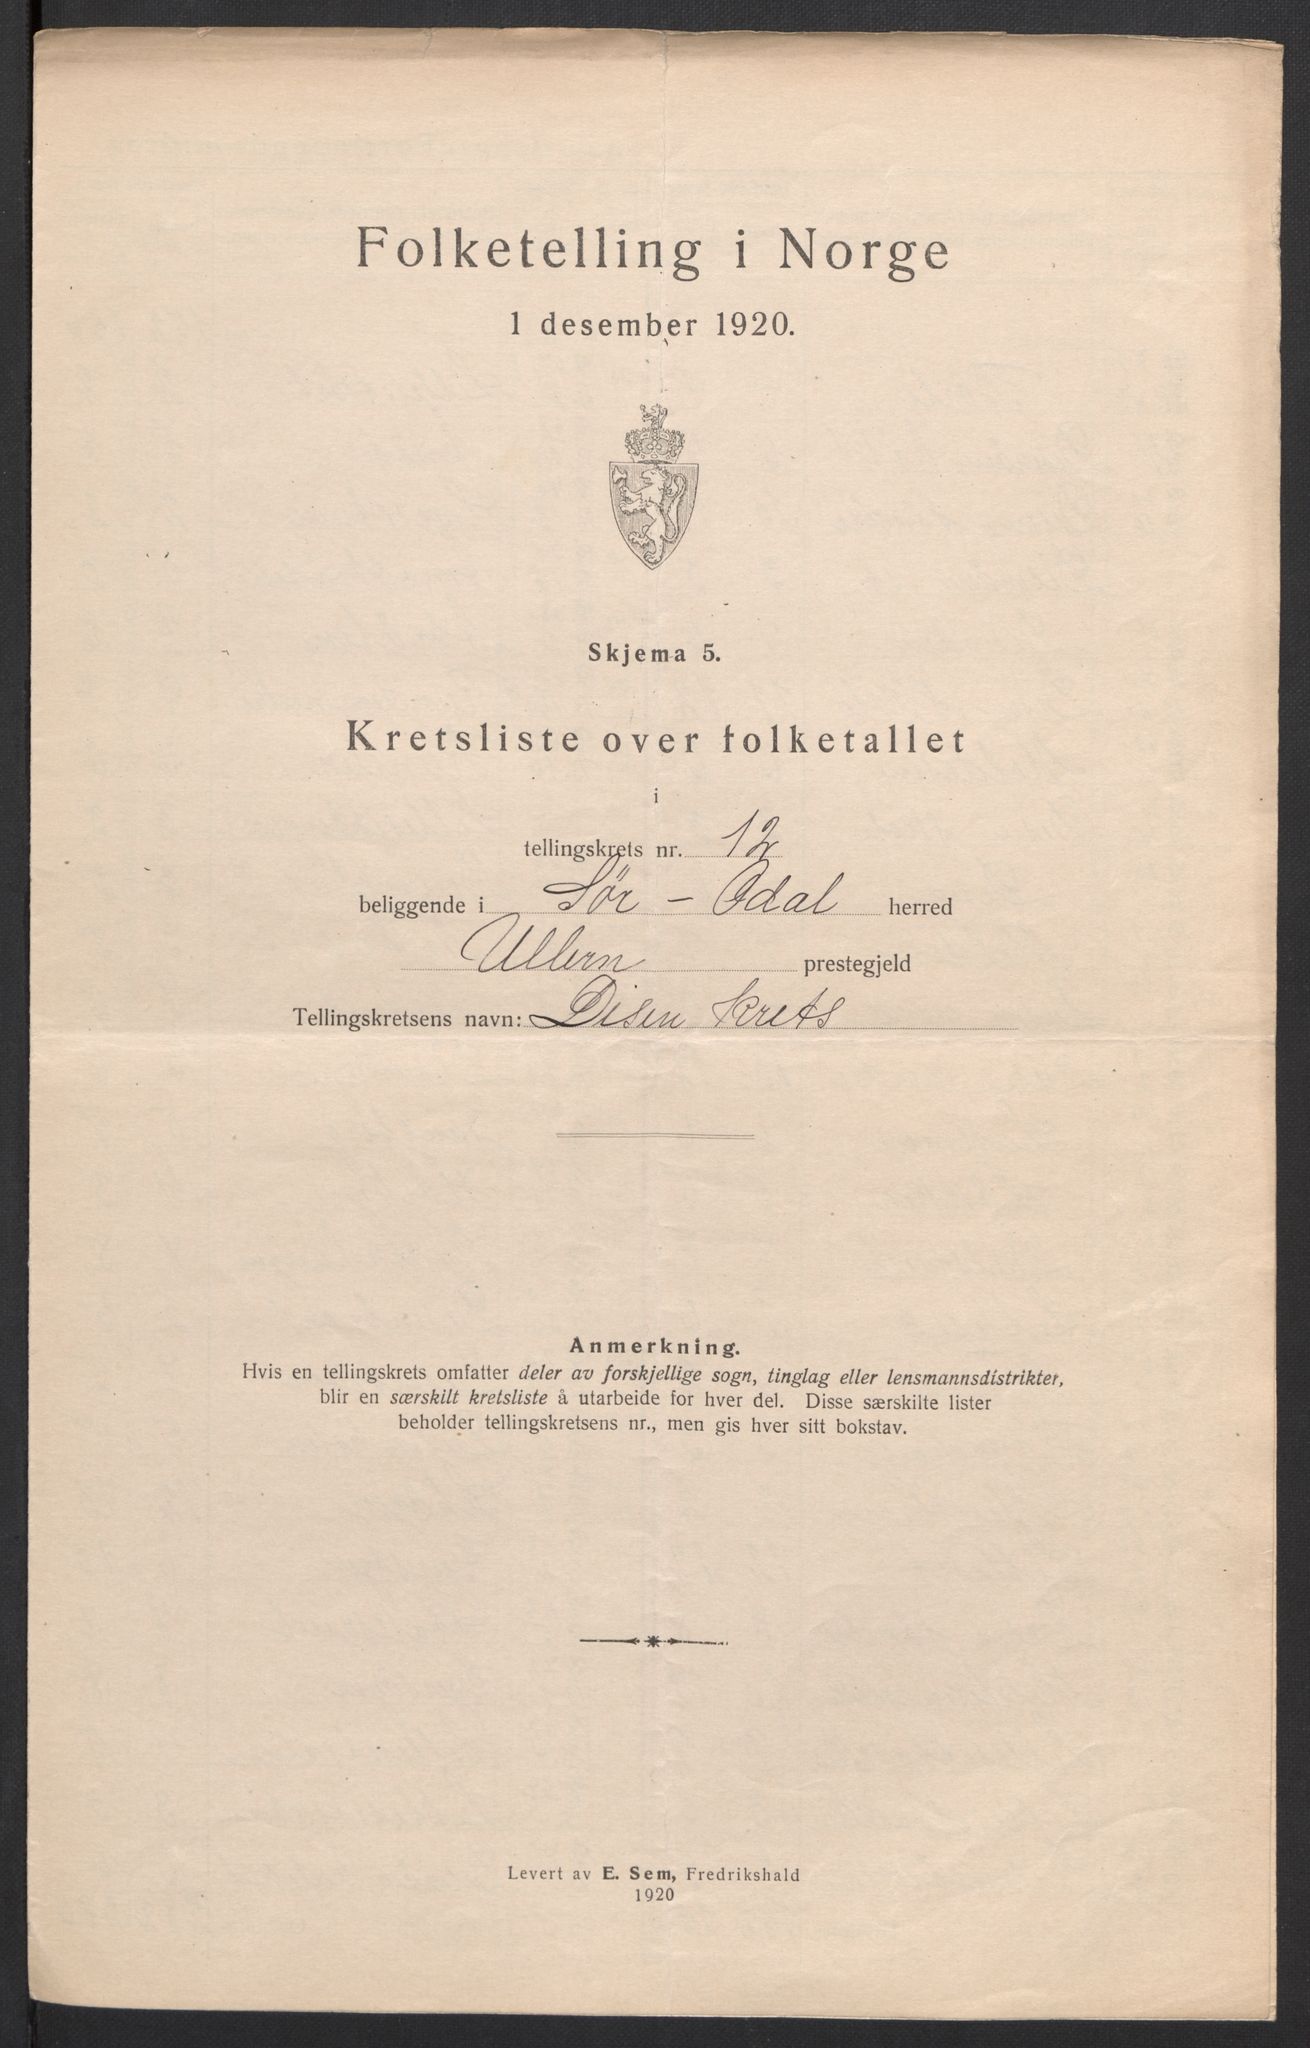 Folketelling i Norge
1 desember 1920.
Skjema 5.
Kretsliste over folketallet
i
tellingskrets nr. 12
beliggende i Sør - Odal herred
Ullern prestegjeld
Tellingskretsens navn: Disen krets
Anmerkning.
Hvis en tellingskrets omfatter deler av forskjellige sogn, tinglag eller lensmannsdistrikter,
blir en særskilt kretsliste å utarbeide for hver del. Disse særskilte lister
beholder tellingskretsens nr., men gis hver sitt bokstav.
Levert av E. Sem, Fredrikshald
1920